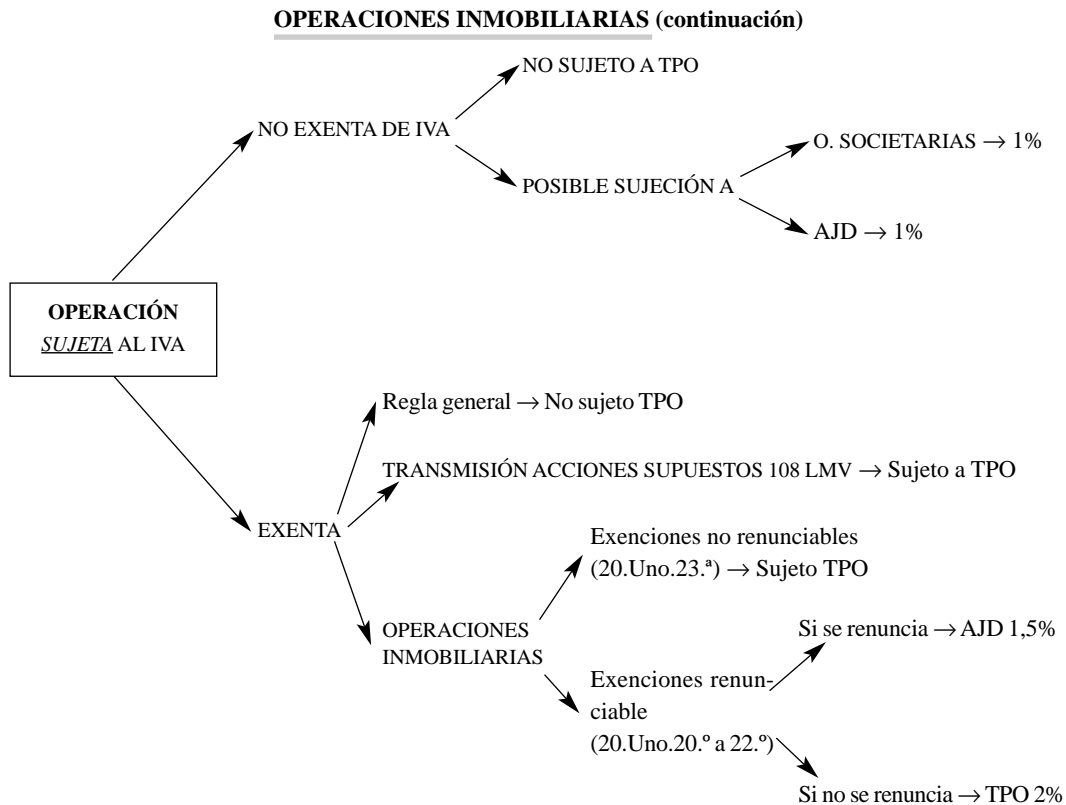 OPERACIONES INMOBILIARIAS (continuación)
NO SUJETO A TPO
NO EXENTA DE IVA
O. SOCIETARIAS → 1%
POSIBLE SUJECIÓN A
AJD → 1%
OPERACIÓN
SUJETA AL IVA
Regla general → No sujeto TPO
TRANSMISIÓN ACCIONES SUPUESTOS 108 LMV → Sujeto a TPO
EXENTA
Exenciones no renunciables
(20.Uno.23.ª) → Sujeto TPO
OPERACIONES
INMOBILIARIAS
Si se renuncia → AJD 1,5%
Exenciones renun-
ciable
(20.Uno.20.º a 22.º)
Si no se renuncia → TPO 2%